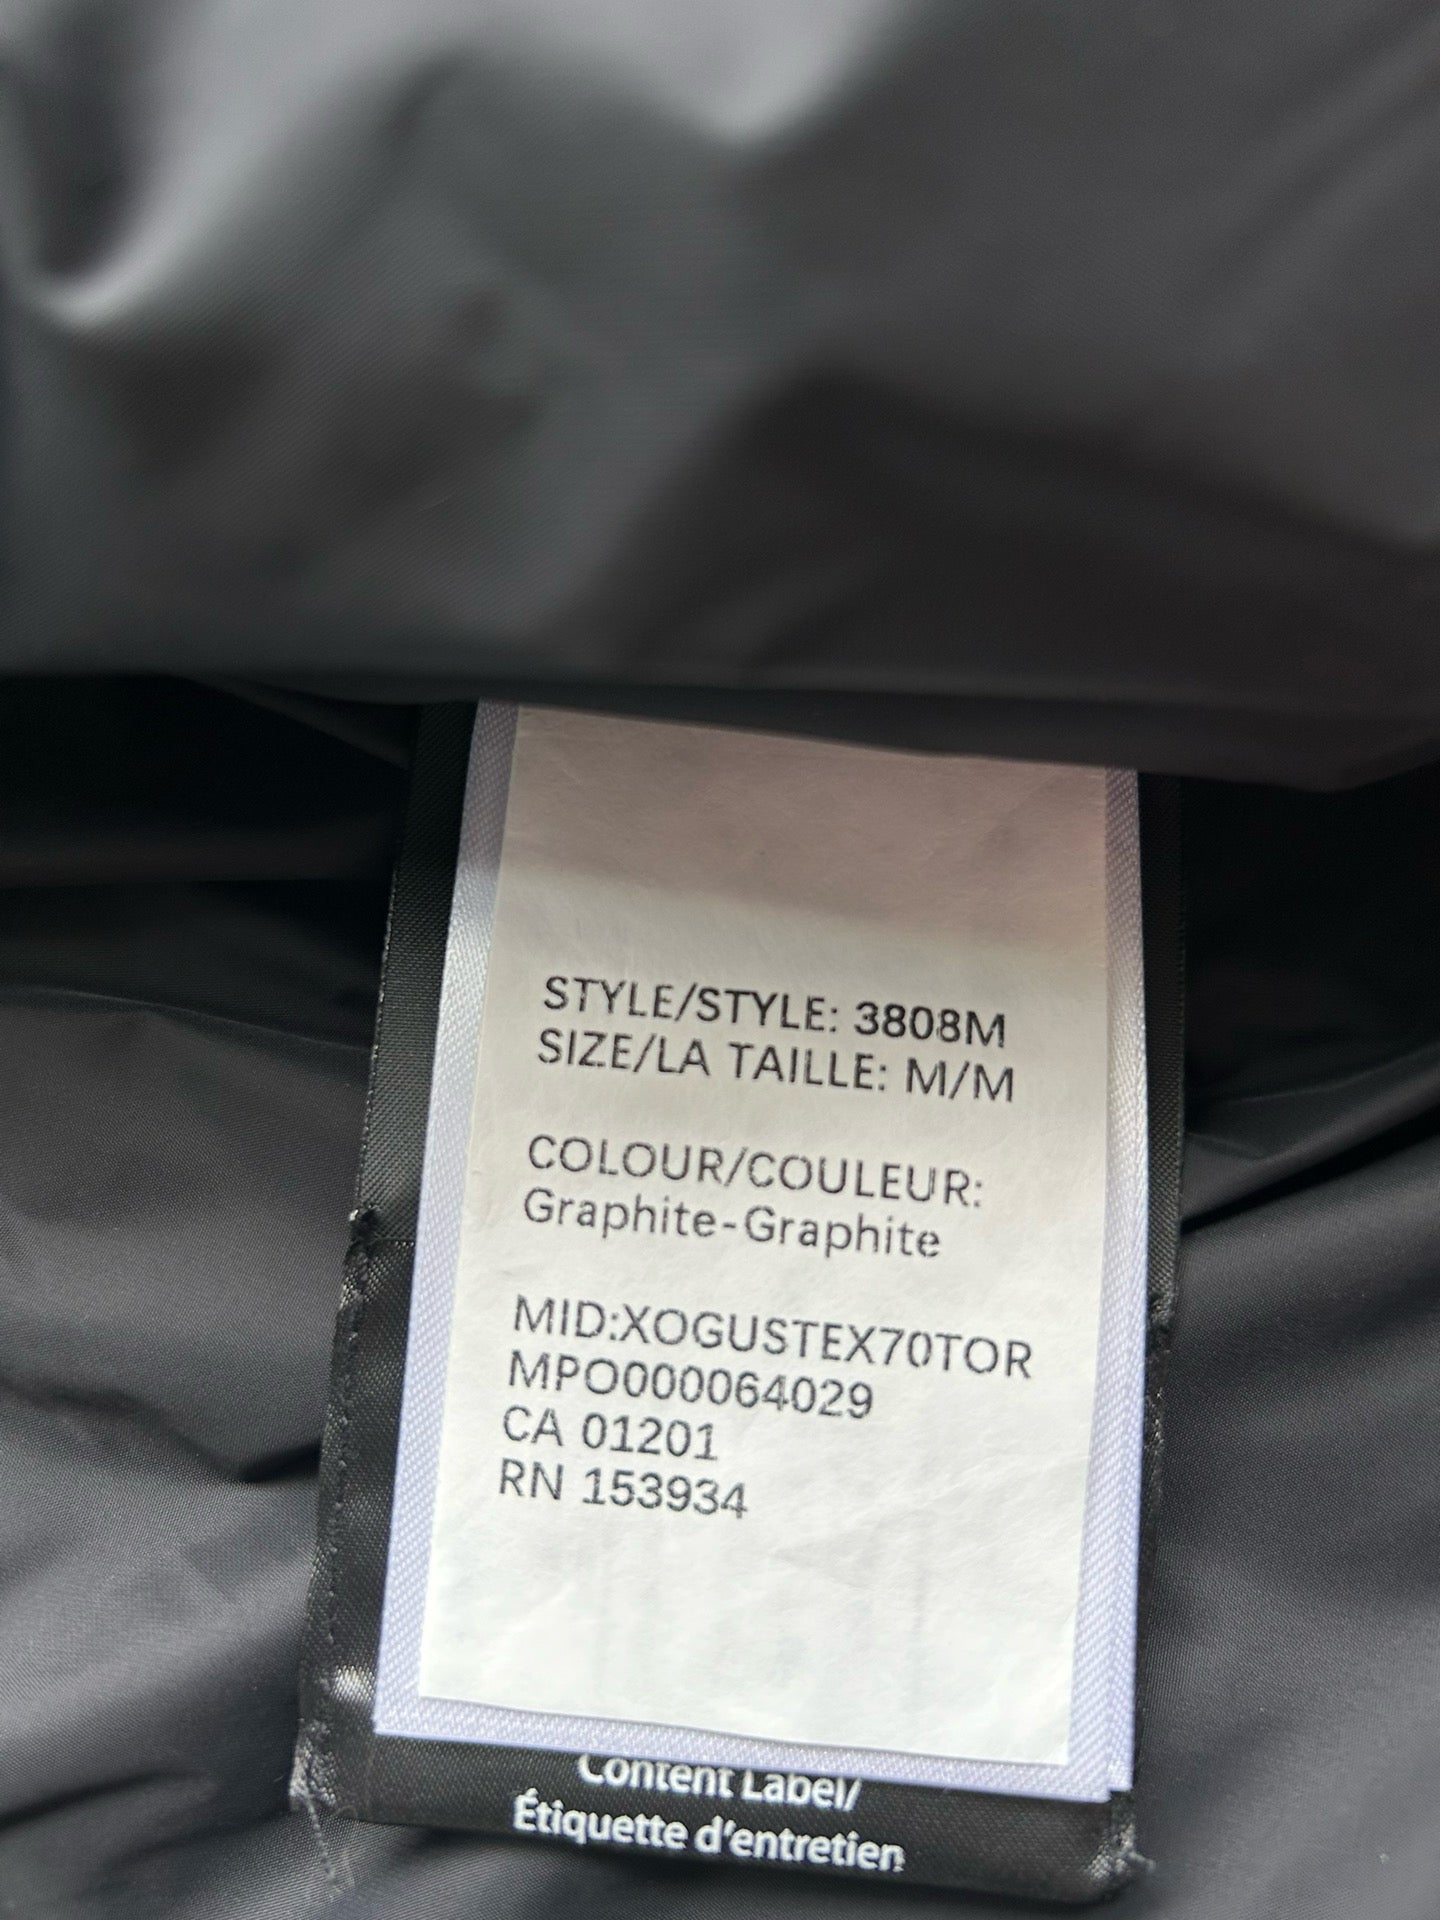 STYLE/STYLE: 3808M
SIZE/LA TAILLE: M/M
COLOUR/COULEUR:
Graphite-Graphite
MID:XOGUSTEX70TOR
MPO000064029
CA 01201
RN 153934
Content Label/
Étiquette d'entretien